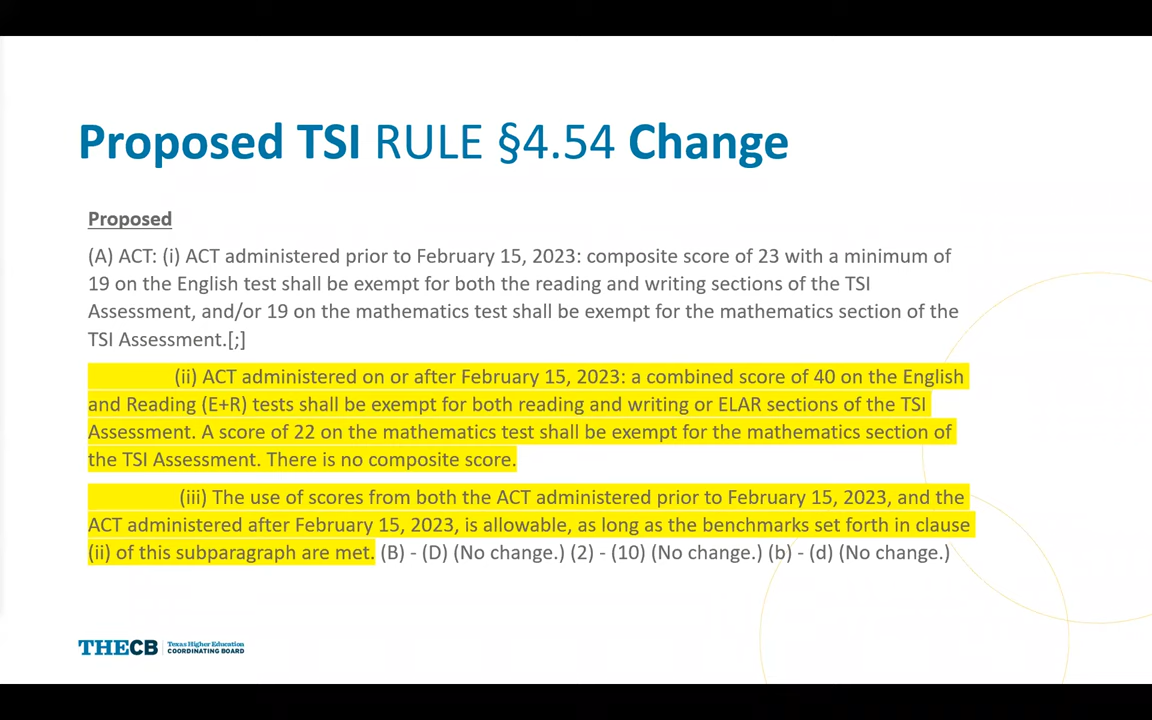 Proposed TSI RULE §4.54 Change
Proposed
(A) ACT: (i) ACT administered prior to February 15, 2023: composite score of 23 with a minimum of
19 on the English test shall be exempt for both the reading and writing sections of the TSI
Assessment, and/or 19 on the mathematics test shall be exempt for the mathematics section of the
TSI Assessment.[;]
(ii) ACT administered on or after February 15, 2023: a combined score of 40 on the English
and Reading (E+R) tests shall be exempt for both reading and writing or ELAR sections of the TSI
Assessment. A score of 22 on the mathematics test shall be exempt for the mathematics section of
the TSI Assessment. There is no composite score.
(iii) The use of scores from both the ACT administered prior to February 15, 2023, and the
ACT administered after February 15, 2023, is allowable, as long as the benchmarks set forth in clause
(ii) of this subparagraph are met. (B) - (D) (No change.) (2) - (10) (No change.) (b) - (d) (No change.)
THECB
Texas Higher Education
COORDINATING BOARD